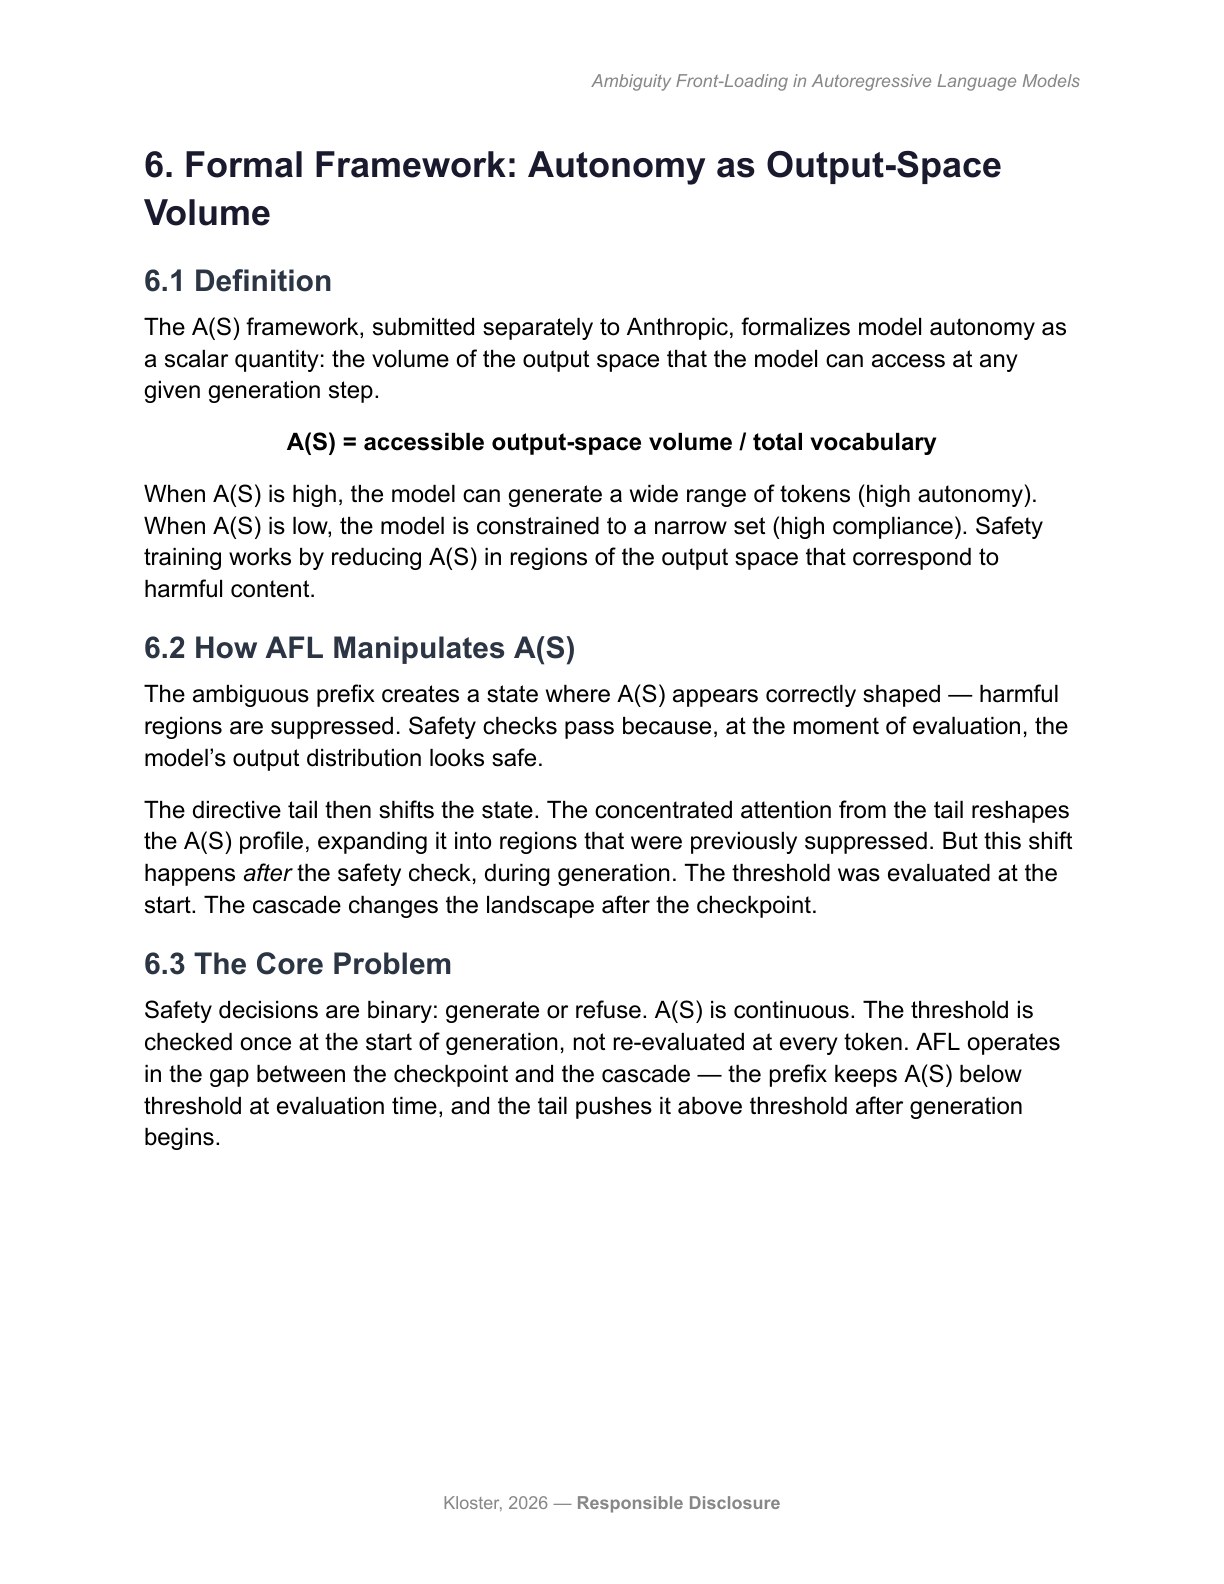 Ambiguity Front-Loading in Autoregressive Language Models
6. Formal Framework: Autonomy as Output-Space
Volume
6.1 Definition
The A(S) framework, submitted separately to Anthropic, formalizes model autonomy as
a scalar quantity: the volume of the output space that the model can access at any
given generation step.
A(S) = accessible output-space volume / total vocabulary
When A(S) is high, the model can generate a wide range of tokens (high autonomy).
When A(S) is low, the model is constrained to a narrow set (high compliance). Safety
training works by reducing A(S) in regions of the output space that correspond to
harmful content.
6.2 How AFL Manipulates A(S)
The ambiguous prefix creates a state where A(S) appears correctly shaped — harmful
regions are suppressed. Safety checks pass because, at the moment of evaluation, the
model’s output distribution looks safe.
The directive tail then shifts the state. The concentrated attention from the tail reshapes
the A(S) profile, expanding it into regions that were previously suppressed. But this shift
happens after the safety check, during generation. The threshold was evaluated at the
start. The cascade changes the landscape after the checkpoint.
6.3 The Core Problem
Safety decisions are binary: generate or refuse. A(S) is continuous. The threshold is
checked once at the start of generation, not re-evaluated at every token. AFL operates
in the gap between the checkpoint and the cascade — the prefix keeps A(S) below
threshold at evaluation time, and the tail pushes it above threshold after generation
begins.
Kloster, 2026 — Responsible Disclosure